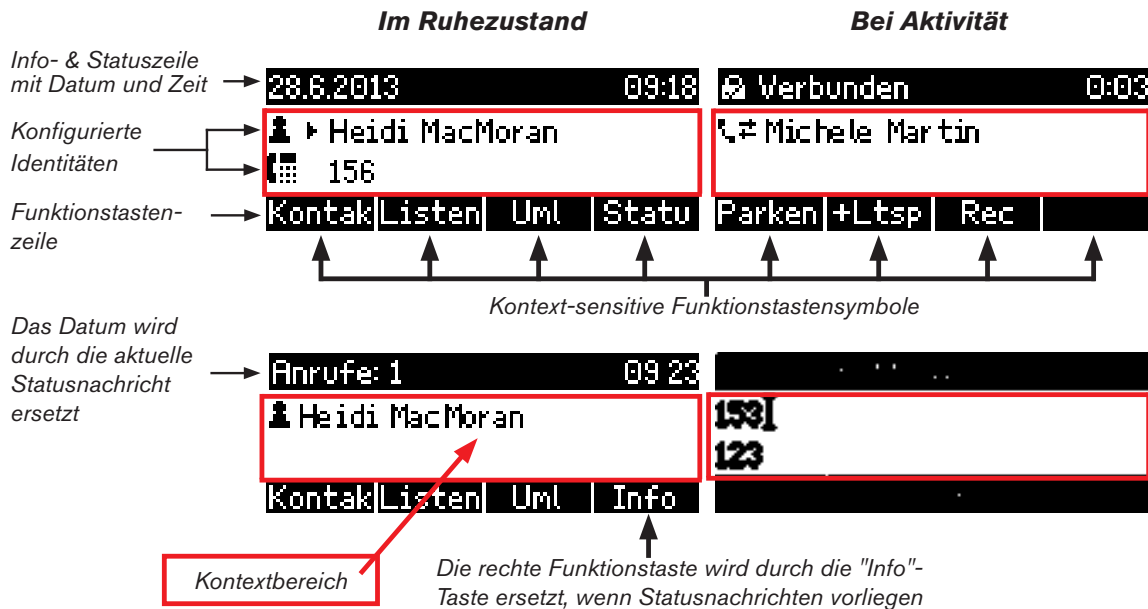 Im Ruhezustand
Bei Aktivität
Info- & Statuszeile
mit Datum und Zeit
28.6.2013 09:18
Verbunden 0:03
Konfigurierte
Identitäten
Heidi MacMoran
156
Michele Martin
Funktionstasten-
zeile
Kontak Listen Uml Statu
Parken +Ltsp Rec
Kontext-sensitive Funktionstastensymbole
Das Datum wird
durch die aktuelle
Statusnachricht
ersetzt
Anrufe: 1 09 23
Heidi MacMoran
153
123
Kontak Listen Uml Info
Kontextbereich
Die rechte Funktionstaste wird durch die "Info"-
Taste ersetzt, wenn Statusnachrichten vorliegen